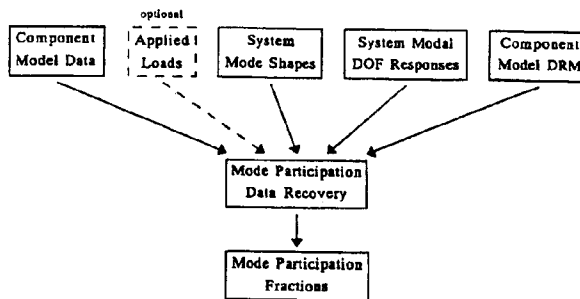 optional
Component
Model Data
Applied
Loads
System
Mode Shapes
System Modal
DOF Responses
Component
Model DRM
Mode Participation
Data Recovery
Mode Participation
Fractions